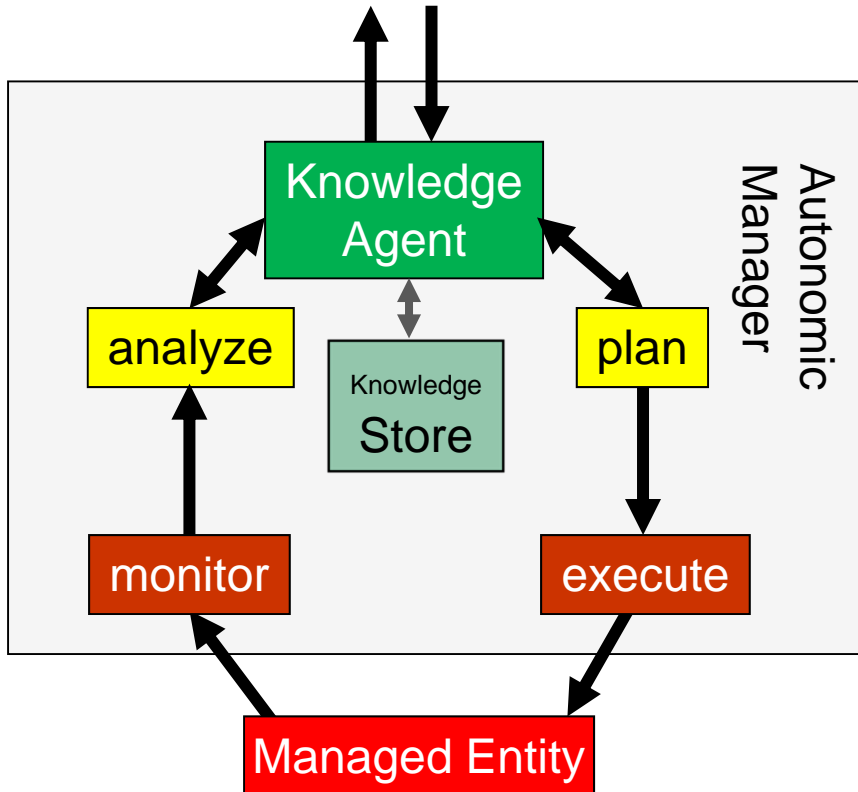 Knowledge
Agent
Autonomic
Manager
analyze
plan
Knowledge
Store
monitor
execute
Managed Entity